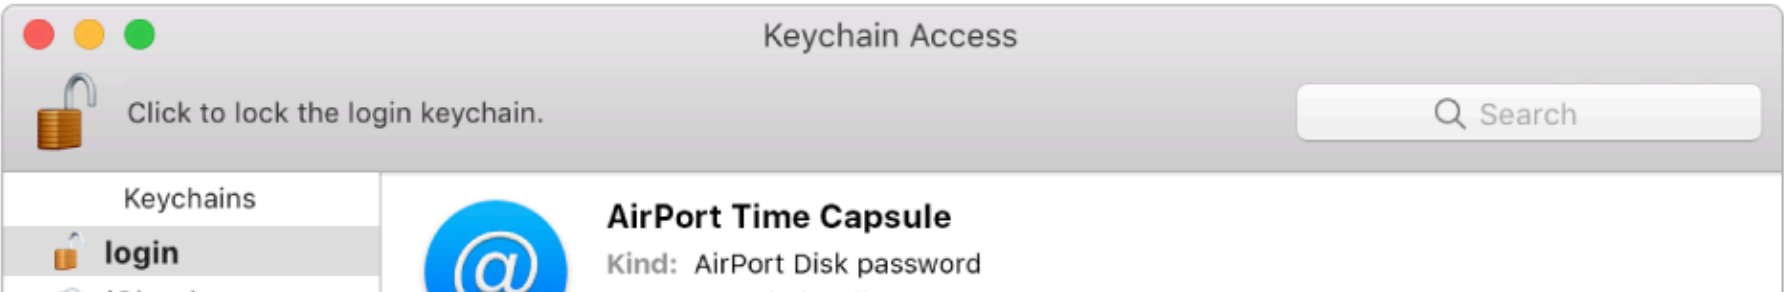 Keychain Access
Click to lock the login keychain.
Search
Keychains
login
AirPort Time Capsule
Kind: AirPort Disk password